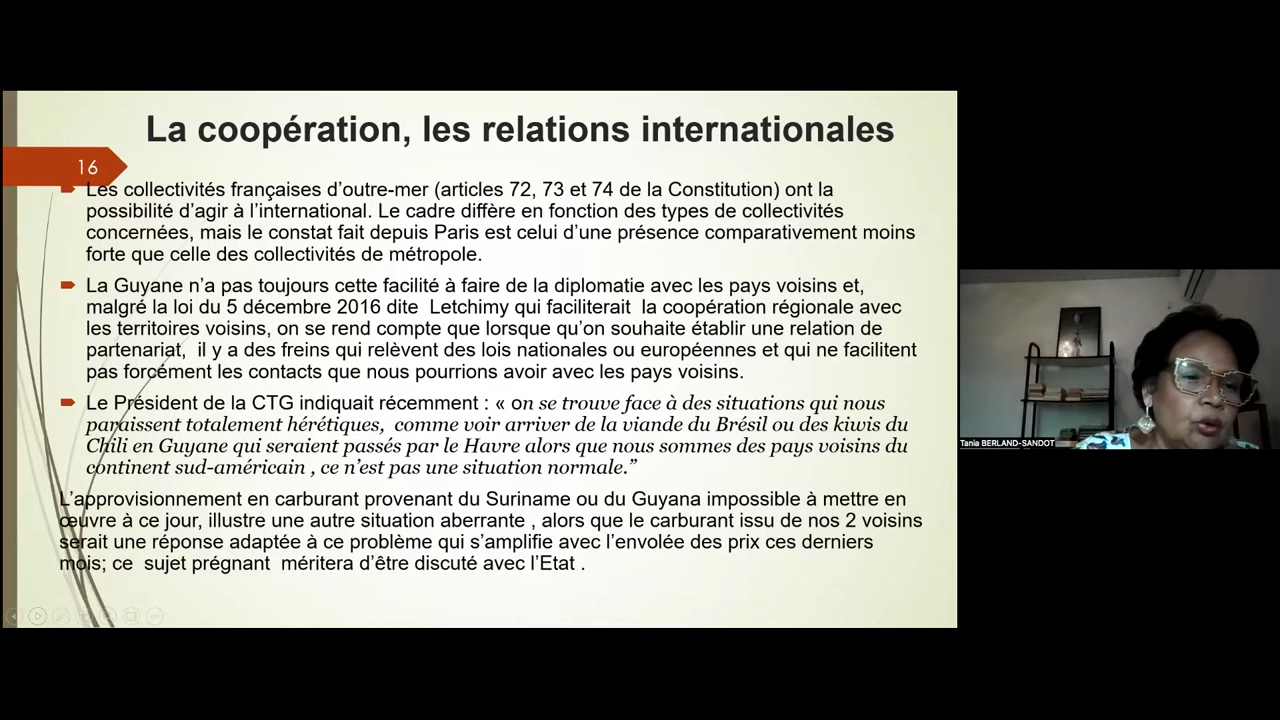 La coopération, les relations internationales
16
Les collectivités françaises d’outre-mer (articles 72, 73 et 74 de la Constitution) ont la
possibilité d’agir à l’international. Le cadre diffère en fonction des types de collectivités
concernées, mais le constat fait depuis Paris est celui d’une présence comparativement moins
forte que celle des collectivités de métropole.
La Guyane n’a pas toujours cette facilité à faire de la diplomatie avec les pays voisins et,
malgré la loi du 5 décembre 2016 dite Letchimy qui faciliterait la coopération régionale avec
les territoires voisins, on se rend compte que lorsque qu’on souhaite établir une relation de
partenariat, il y a des freins qui relèvent des lois nationales ou européennes et qui ne facilitent
pas forcément les contacts que nous pourrions avoir avec les pays voisins.
Le Président de la CTG indiquait récemment : « on se trouve face à des situations qui nous
paraissent totalement hérétiques, comme voir arriver de la viande du Brésil ou des kiwis du
Chili en Guyane qui seraient passés par le Havre alors que nous sommes des pays voisins du
continent sud-américain , ce n’est pas une situation normale.”
L’approvisionnement en carburant provenant du Suriname ou du Guyana impossible à mettre en
œuvre à ce jour, illustre une autre situation aberrante , alors que le carburant issu de nos 2 voisins
serait une réponse adaptée à ce problème qui s’amplifie avec l’envolée des prix ces derniers
mois; ce sujet prégnant méritera d’être discuté avec l’Etat .
Tania BERLAND-SANDOT